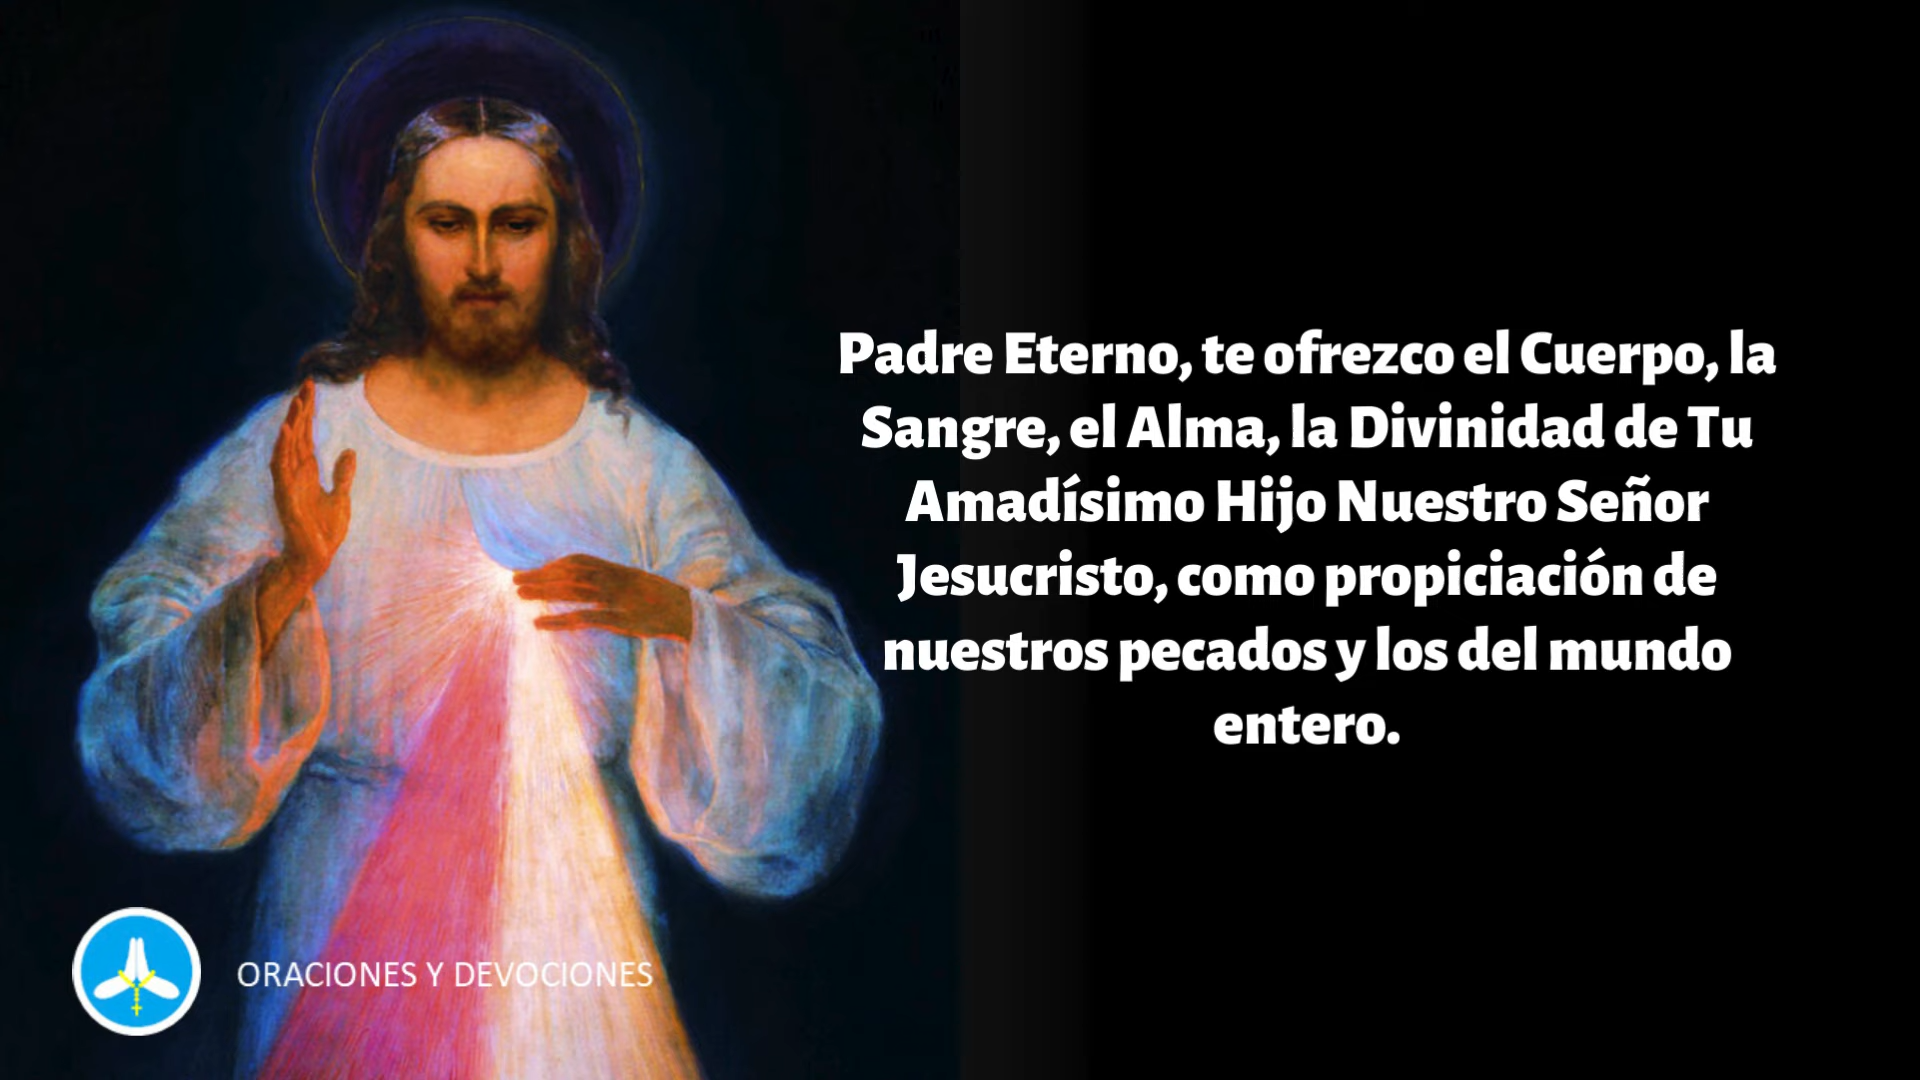 Padre Eterno, te ofrezco el Cuerpo, la
Sangre, el Alma, la Divinidad de Tu
Amadísimo Hijo Nuestro Señor
Jesucristo, como propiciación de
nuestros pecados y los del mundo
entero.
ORACIONES Y DEVOCIONES